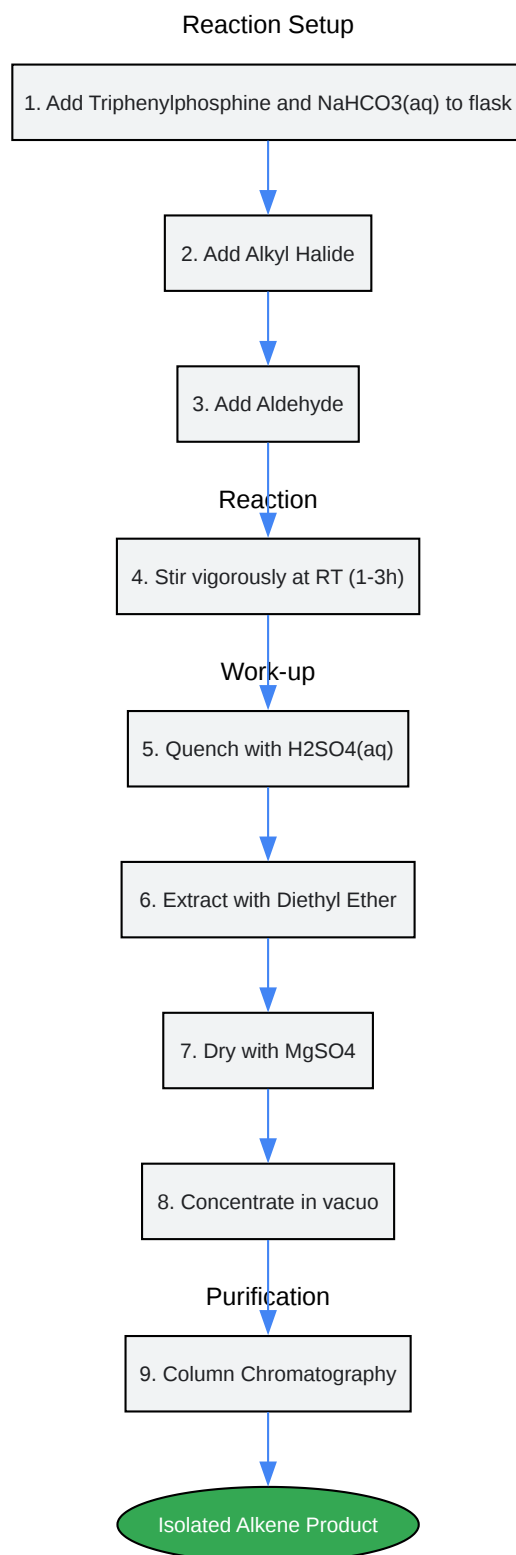 Reaction Setup
1. Add Triphenylphosphine and NaHCO3(aq) to flask
2. Add Alkyl Halide
3. Add Aldehyde
Reaction
4. Stir vigorously at RT (1-3h)
Work-up
5. Quench with H2SO4(aq)
6. Extract with Diethyl Ether
7. Dry with MgSO4
8. Concentrate in vacuo
Purification
9. Column Chromatography
Isolated Alkene Product